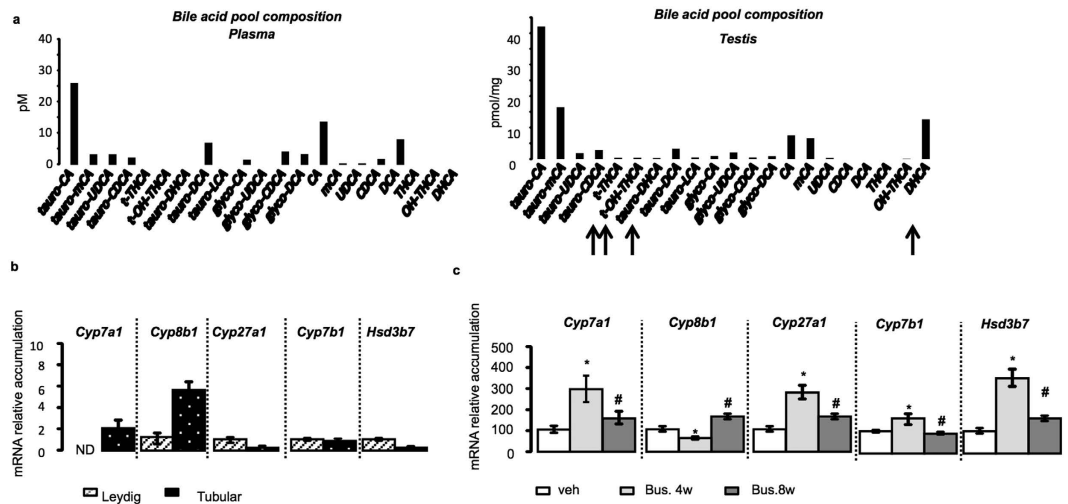 a
Bile acid pool composition
Plasma
pM
40
30
20
10
0
tauro-CA
tauro-mCA
tauro-UDCA
tauro-CDCA
t-THCA
t-OH-THCA
tauro-DHCA
tauro-DCA
tauro-LCA
glyco-CA
glyco-UDCA
glyco-CDCA
glyco-DCA
CA
mCA
UDCA
CDCA
DCA
THCA
OH-THCA
DHCA
Bile acid pool composition
Testis
pmol/mg
40
30
20
10
0
tauro-CA
tauro-mCA
tauro-UDCA
tauro-CDCA
t-THCA
t-OH-THCA
tauro-DHCA
tauro-DCA
tauro-LCA
glyco-CA
glyco-UDCA
glyco-CDCA
glyco-DCA
CA
mCA
UDCA
CDCA
DCA
THCA
OH-THCA
DHCA
b
mRNA relative accumulation
Cyp7a1 Cyp8b1 Cyp27a1 Cyp7b1 Hsd3b7
10
8
6
4
2
0
ND
Leydig Tubular
c
mRNA relative accumulation
Cyp7a1 Cyp8b1 Cyp27a1 Cyp7b1 Hsd3b7
500
400
300
200
100
00
* # * # * # * # * #
veh Bus. 4w Bus.8w